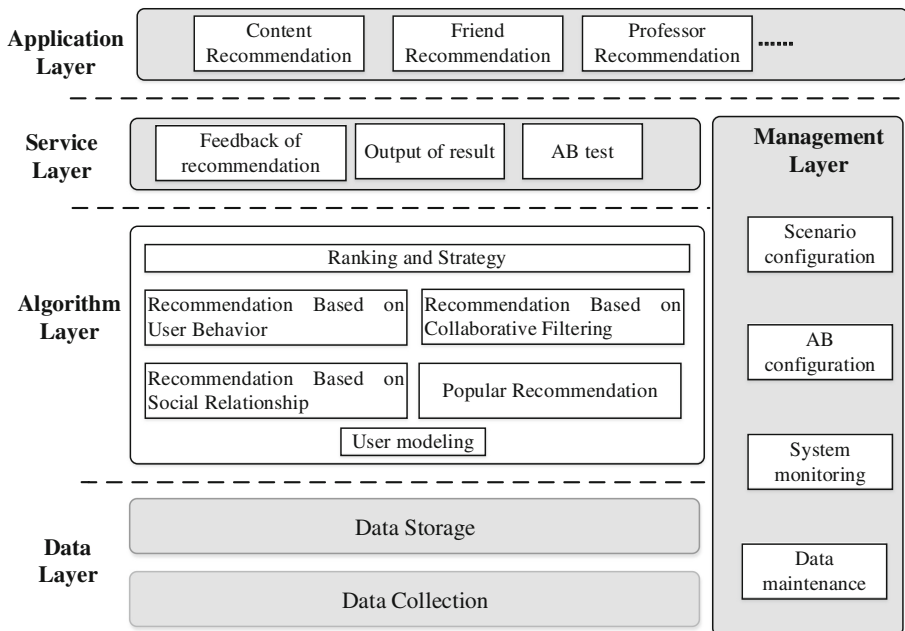 Application
Layer
Content
Recommendation
Friend
Recommendation
Professor
Recommendation
......
Service
Layer
Feedback of
recommendation
Output of result
AB test
Management
Layer
Scenario
configuration
AB
configuration
System
monitoring
Data
maintenance
Algorithm
Layer
Ranking and Strategy
Recommendation Based on
User Behavior
Recommendation Based on
Collaborative Filtering
Recommendation Based on
Social Relationship
Popular Recommendation
User modeling
Data
Layer
Data Storage
Data Collection